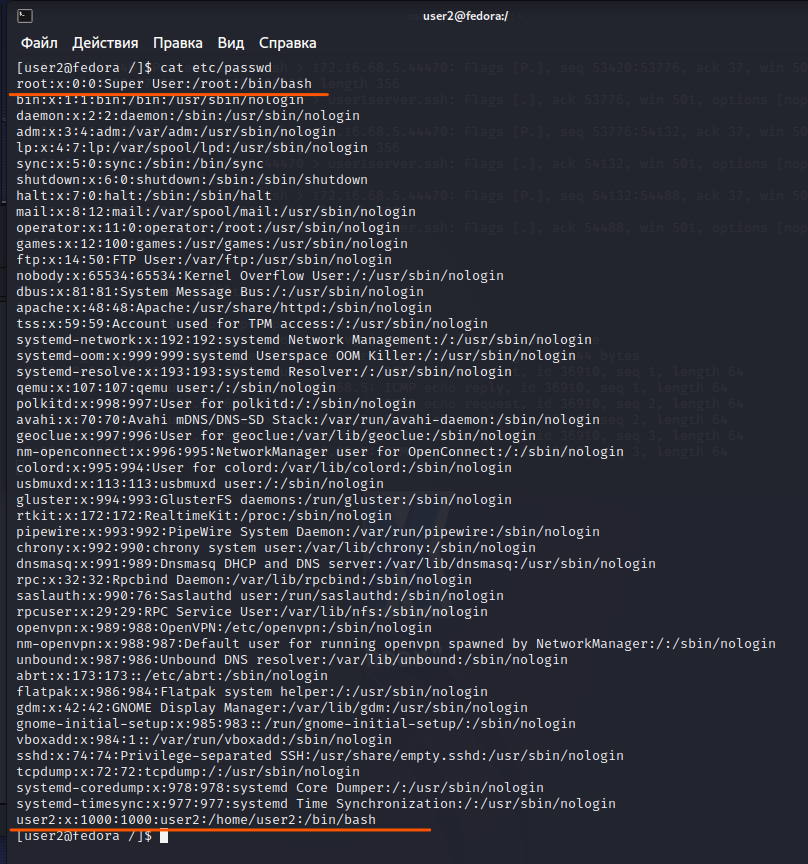 user2@fedora:/
Файл Действия Правка Вид Справка
[user2@fedora /]$ cat etc/passwd
root:x:0:0:Super User:/root:/bin/bash
bin:x:1:1:bin:/bin:/usr/sbin/nologin
daemon:x:2:2:daemon:/sbin:/usr/sbin/nologin
adm:x:3:4:adm:/var/adm:/usr/sbin/nologin
lp:x:4:7:lp:/var/spool/lpd:/usr/sbin/nologin
sync:x:5:0:sync:/sbin:/bin/sync
shutdown:x:6:0:shutdown:/sbin:/sbin/shutdown
halt:x:7:0:halt:/sbin:/sbin/halt
mail:x:8:12:mail:/var/spool/mail:/usr/sbin/nologin
operator:x:11:0:operator:/root:/usr/sbin/nologin
games:x:12:100:games:/usr/games:/usr/sbin/nologin
ftp:x:14:50:FTP User:/var/ftp:/usr/sbin/nologin
nobody:x:65534:65534:Kernel Overflow User:/:/usr/sbin/nologin
dbus:x:81:81:System Message Bus:/:/usr/sbin/nologin
apache:x:48:48:Apache:/usr/share/httpd:/sbin/nologin
tss:x:59:59:Account used for TPM access:/:/usr/sbin/nologin
systemd-network:x:192:192:systemd Network Management:/:/usr/sbin/nologin
systemd-oom:x:999:999:systemd Userspace OOM Killer:/:/usr/sbin/nologin
systemd-resolve:x:193:193:systemd Resolver:/:/usr/sbin/nologin
qemu:x:107:107:qemu user:/:/sbin/nologin
polkitd:x:998:997:User for polkitd:/:/sbin/nologin
avahi:x:70:70:Avahi mDNS/DNS-SD Stack:/var/run/avahi-daemon:/sbin/nologin
geoclue:x:997:996:User for geoclue:/var/lib/geoclue:/sbin/nologin
nm-openconnect:x:996:995:NetworkManager user for OpenConnect:/:/sbin/nologin
colord:x:995:994:User for colord:/var/lib/colord:/sbin/nologin
usbmuxd:x:113:113:usbmuxd user:/:/sbin/nologin
gluster:x:994:993:GlusterFS daemons:/run/gluster:/sbin/nologin
rtkit:x:172:172:RealtimeKit:/proc:/sbin/nologin
pipewire:x:993:992:PipeWire System Daemon:/var/run/pipewire:/sbin/nologin
chrony:x:992:990:chrony system user:/var/lib/chrony:/sbin/nologin
dnsmasq:x:991:989:Dnsmasq DHCP and DNS server:/var/lib/dnsmasq:/usr/sbin/nologin
rpc:x:32:32:Rpcbind Daemon:/var/lib/rpcbind:/sbin/nologin
saslauth:x:990:76:Saslauthd user:/run/saslauthd:/sbin/nologin
rpcuser:x:29:29:RPC Service User:/var/lib/nfs:/sbin/nologin
openvpn:x:989:988:OpenVPN:/etc/openvpn:/sbin/nologin
nm-openvpn:x:988:987:Default user for running openvpn spawned by NetworkManager:/:/sbin/nologin
unbound:x:987:986:Unbound DNS resolver:/var/lib/unbound:/sbin/nologin
abrt:x:173:173::/etc/abrt:/sbin/nologin
flatpak:x:986:984:Flatpak system helper:/:/usr/sbin/nologin
gdm:x:42:42:GNOME Display Manager:/var/lib/gdm:/usr/sbin/nologin
gnome-initial-setup:x:985:983::/run/gnome-initial-setup/:/sbin/nologin
vboxadd:x:984:1::/var/run/vboxadd:/sbin/nologin
sshd:x:74:74:Privilege-separated SSH:/usr/share/empty.sshd:/usr/sbin/nologin
tcpdump:x:72:72:tcpdump:/:/usr/sbin/nologin
systemd-coredump:x:978:978:systemd Core Dumper:/:/usr/sbin/nologin
systemd-timesync:x:977:977:systemd Time Synchronization:/:/usr/sbin/nologin
user2:x:1000:1000:user2:/home/user2:/bin/bash
[user2@fedora /]$